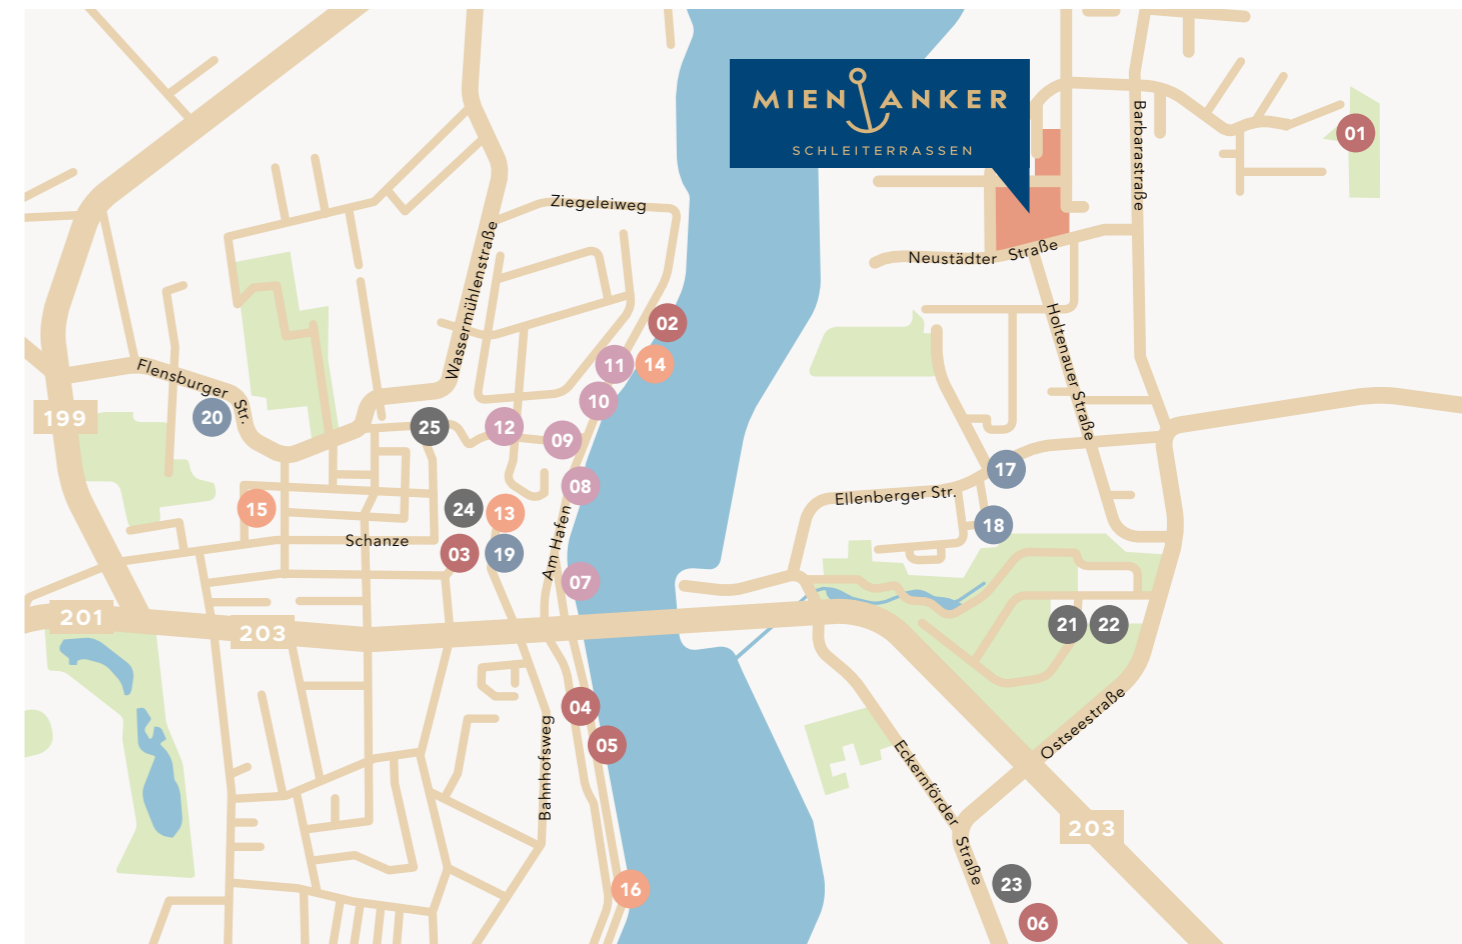 MIEN ANKER
SCHLEITERRASSEN
Barbarastraße
01
Ziegeleiweg
Wassermühlenstraße
Neustädter Straße
Holtenauer Straße
02
11
14
10
Flensburger Str.
20
199
25
12
09
08
17
Ellenberger Str.
18
15
24
13
Schanze
03
19
Am Hafen
07
201
203
21
22
04
05
Bahnhofsweg
Ostseestraße
Eckernförder Straße
203
16
23
06